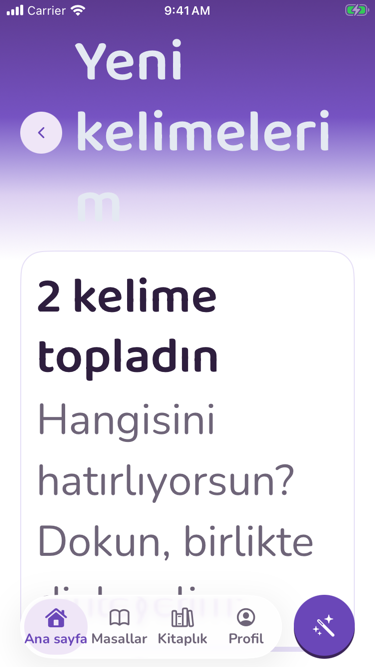 Carrier
9:41 AM
Yeni
kelimeleri
m
2 kelime
topladın
Hangisini
hatırlıyorsun?
Dokun, birlikte
Ana sayfa
Masallar
Kitaplık
Profil